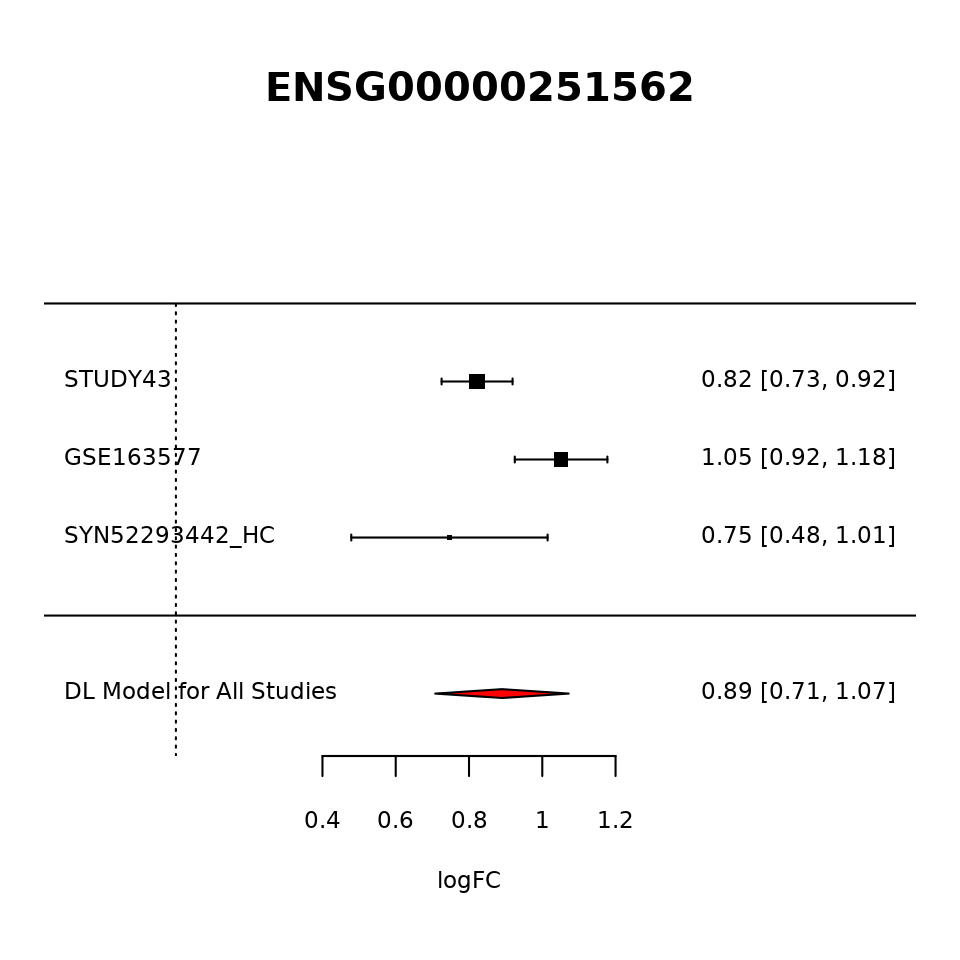 ENSG00000251562
STUDY43 0.82 [0.73, 0.92]
GSE163577 1.05 [0.92, 1.18]
SYN52293442_HC 0.75 [0.48, 1.01]
DL Model for All Studies 0.89 [0.71, 1.07]
0.4 0.6 0.8 1 1.2
logFC